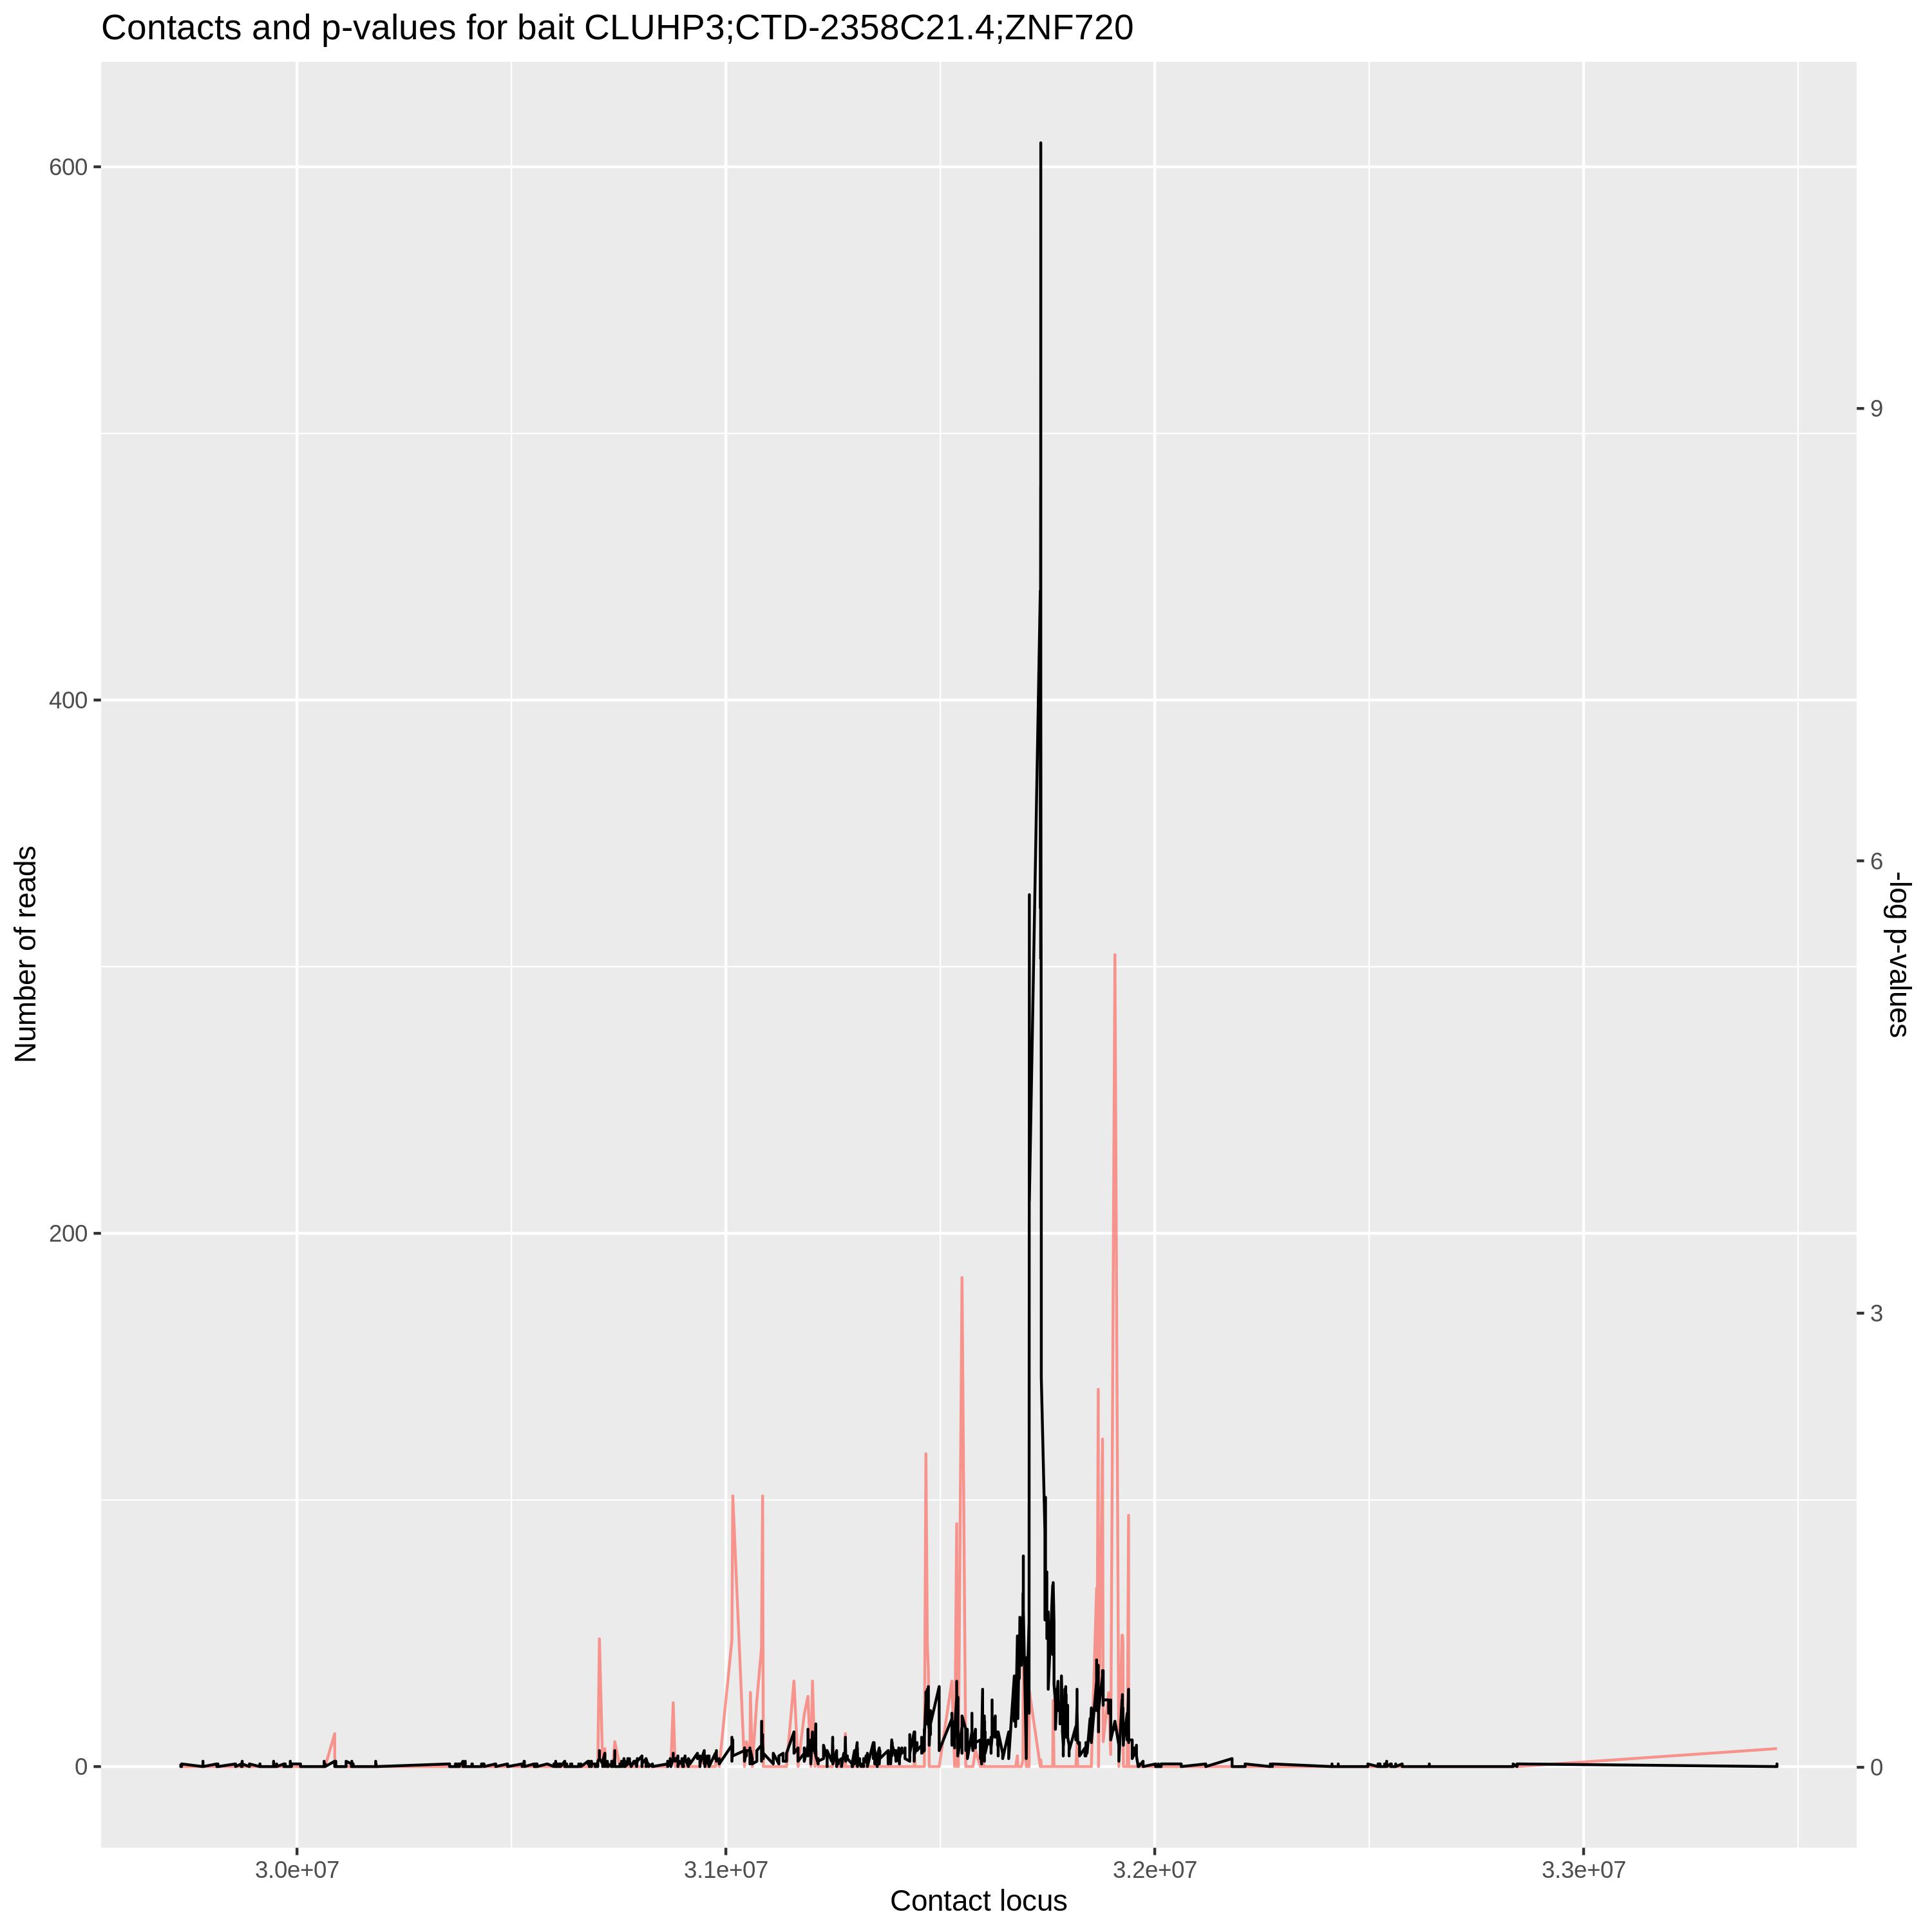 Contacts and p-values for bait CLUHP3;CTD-2358C21.4;ZNF720
600
400
200
0
Number of reads
9
6
3
0
-log p-values
3.0e+07
3.1e+07
3.2e+07
3.3e+07
Contact locus